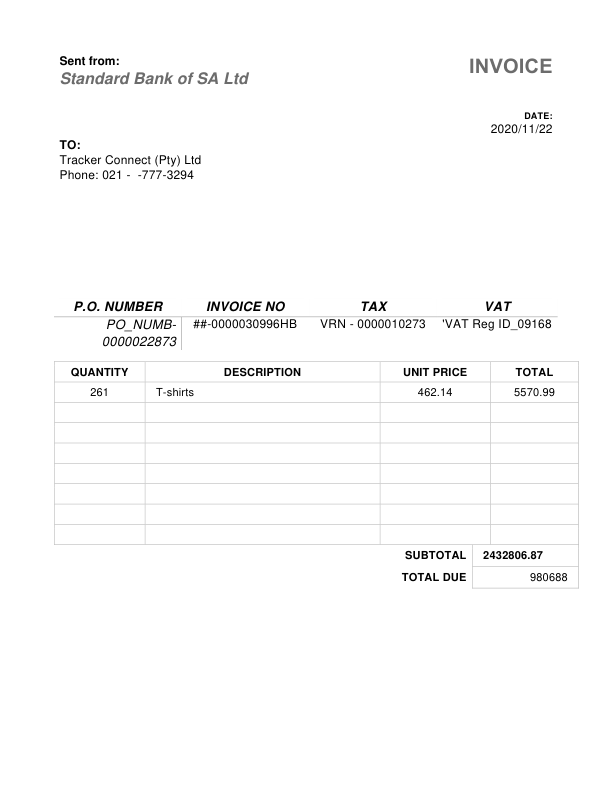 Sent from:
Standard Bank of SA Ltd
INVOICE
DATE:
2020/11/22
TO:
Tracker Connect (Pty) Ltd
Phone: 021 -  -777-3294
P.O. NUMBER INVOICE NO TAX VAT
PO_NUMB- ##-0000030996HB VRN - 0000010273 'VAT Reg ID_09168
0000022873
QUANTITY DESCRIPTION UNIT PRICE TOTAL
261 T-shirts 462.14 5570.99
SUBTOTAL 2432806.87
TOTAL DUE 980688